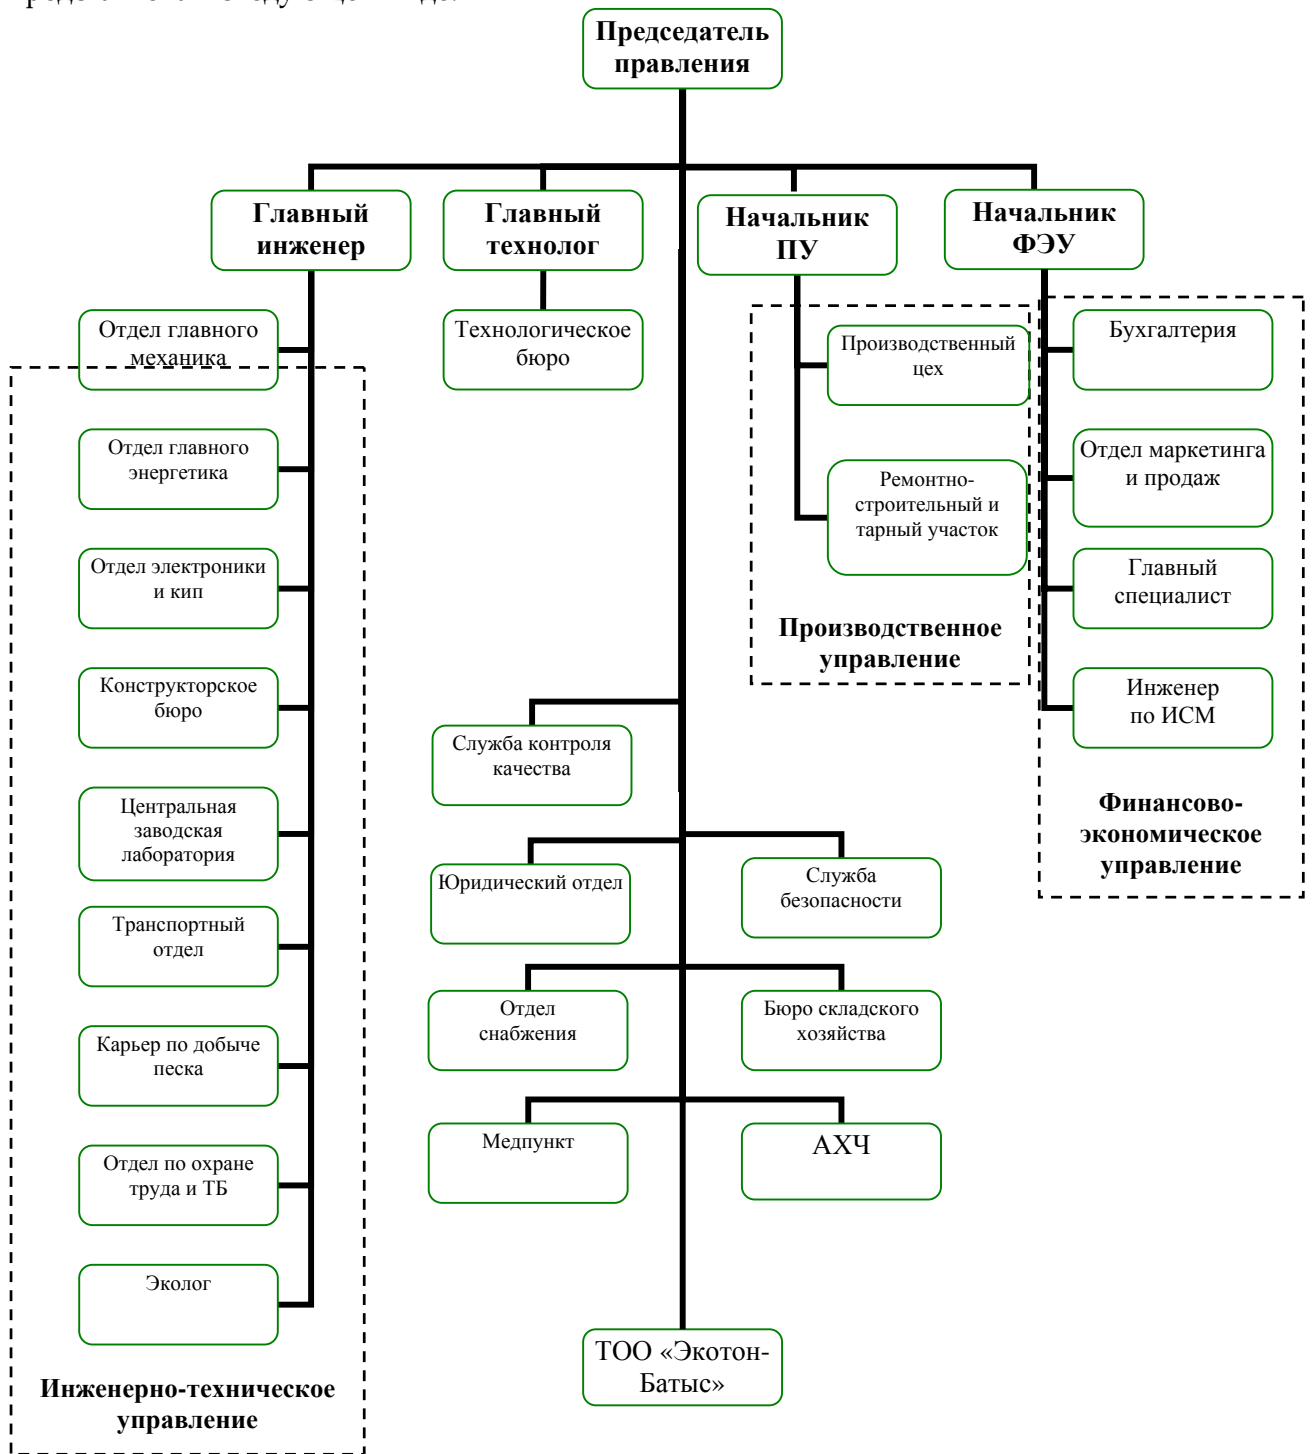 Председатель
правления
Главный
инженер
Главный
технолог
Начальник
ПУ
Начальник
ФЭУ
Отдел главного
механика
Отдел главного
энергетика
Отдел электроники
и кип
Конструкторское
бюро
Центральная
заводская
лаборатория
Транспортный
отдел
Карьер по добыче
песка
Отдел по охране
труда и ТБ
Эколог
Инженерно-техническое
управление
Технологическое
бюро
Производственный
цех
Ремонтно-
строительный и
тарный участок
Производственное
управление
Бухгалтерия
Отдел маркетинга
и продаж
Главный
специалист
Инженер
по ИСМ
Финансово-
экономическое
управление
Служба контроля
качества
Юридический отдел
Служба
безопасности
Отдел
снабжения
Бюро складского
хозяйства
Медпункт
АХЧ
ТОО «Экотон-
Батыс»